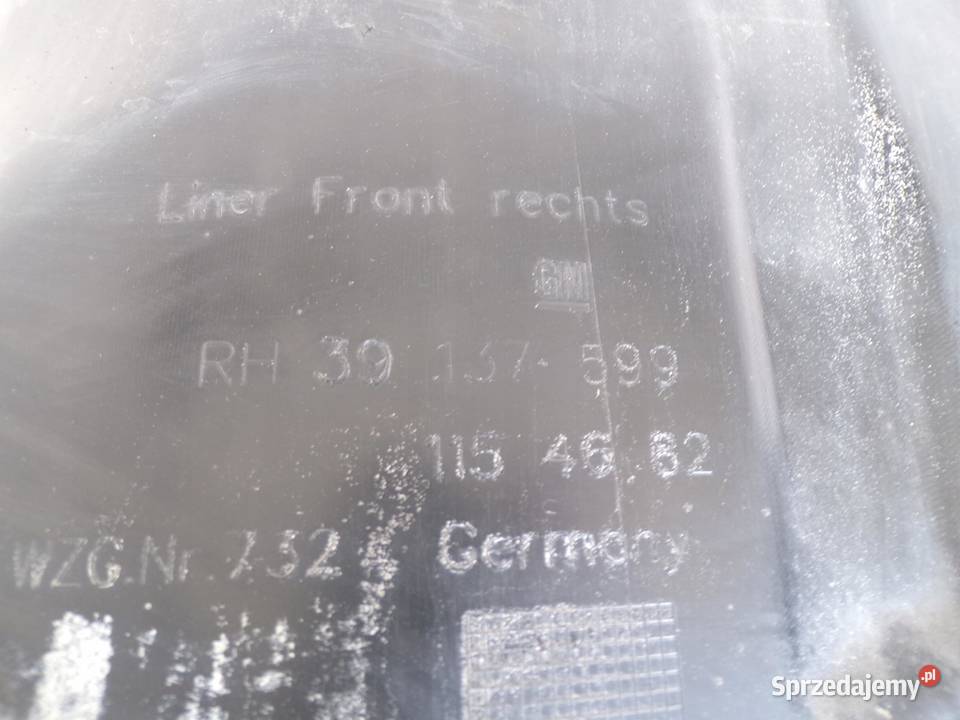 Liner Front rechts
GM
RH 39 137 599
115 46 82
WZG.Nr. 732 Germany
Sprzedajemy.pl